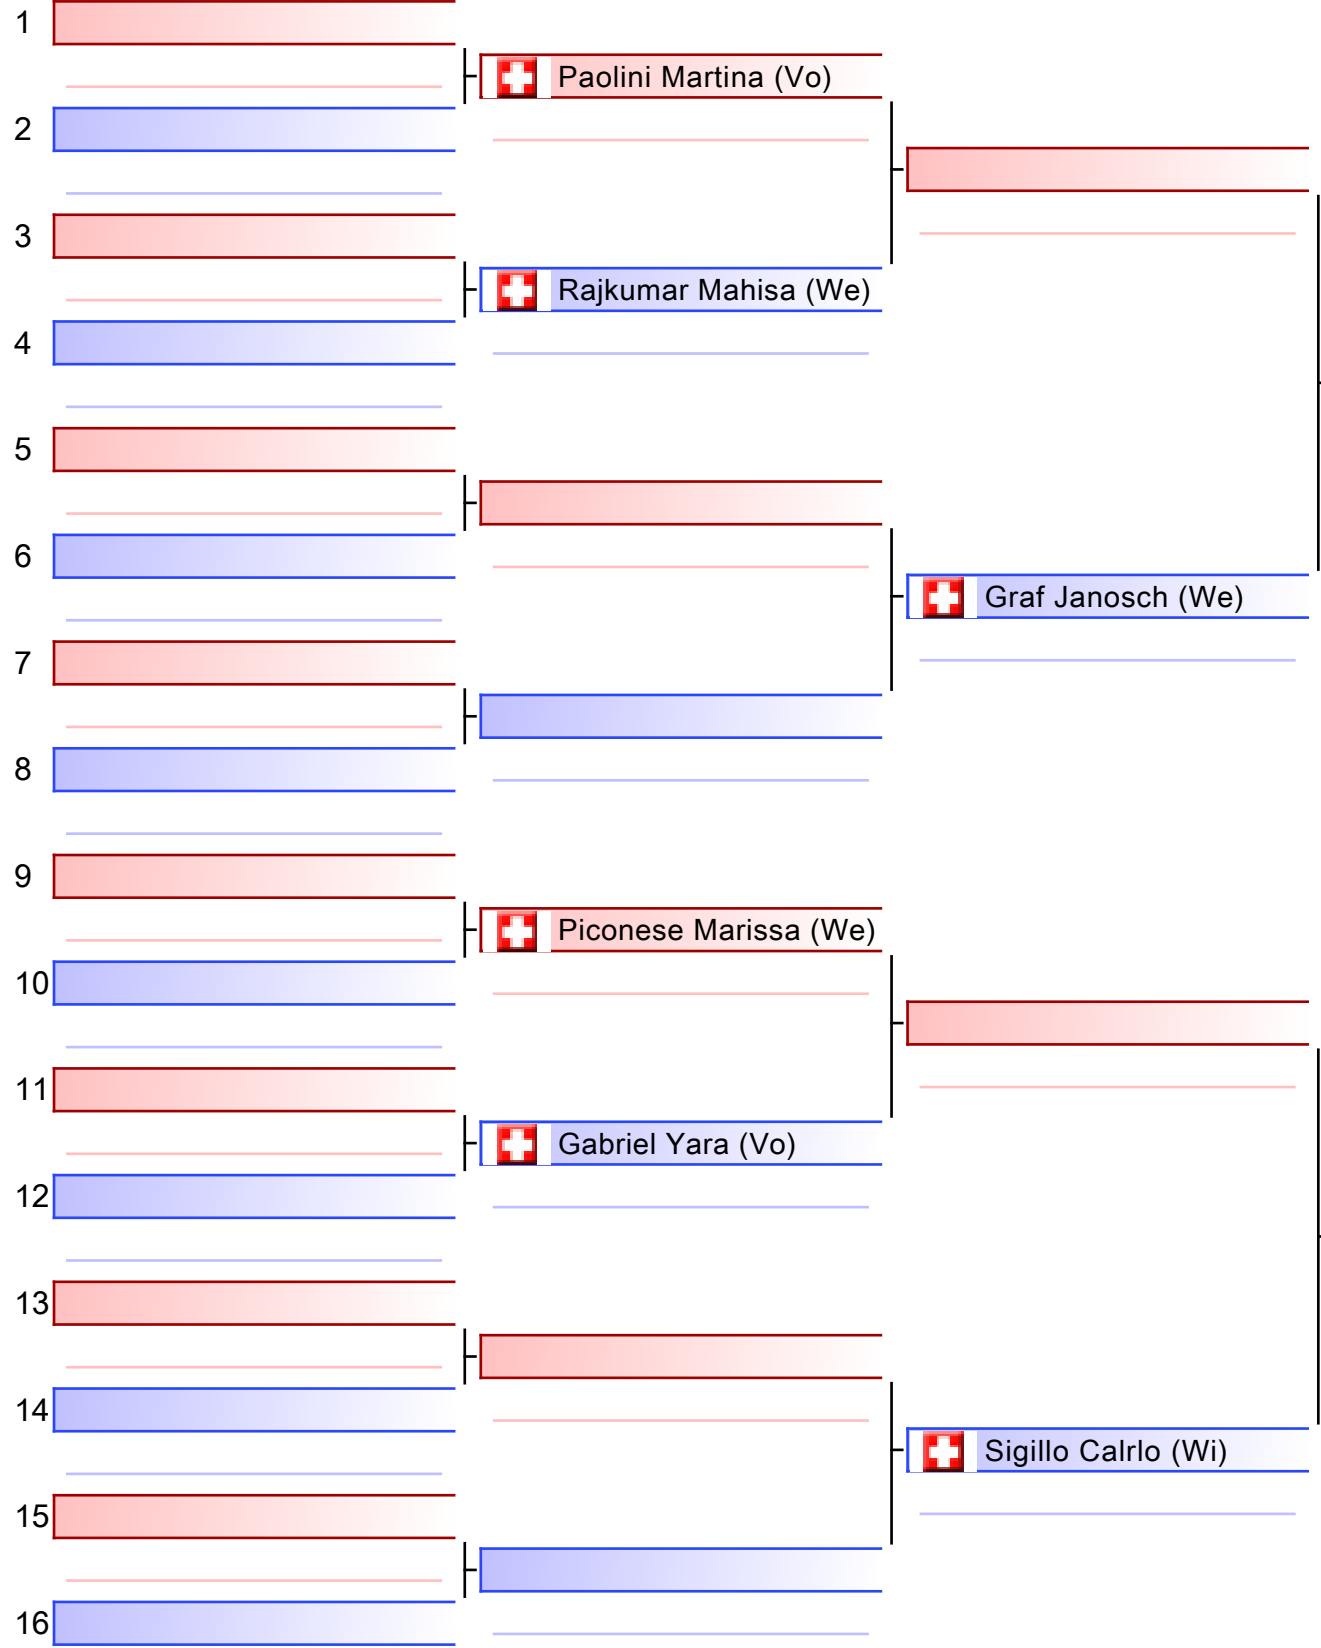 1
Paolini Martina (Vo)
2
3
Rajkumar Mahisa (We)
4
5
6
Graf Janosch (We)
7
8
9
Piconese Marissa (We)
10
11
Gabriel Yara (Vo)
12
13
14
Sigillo Calrlo (Wi)
15
16